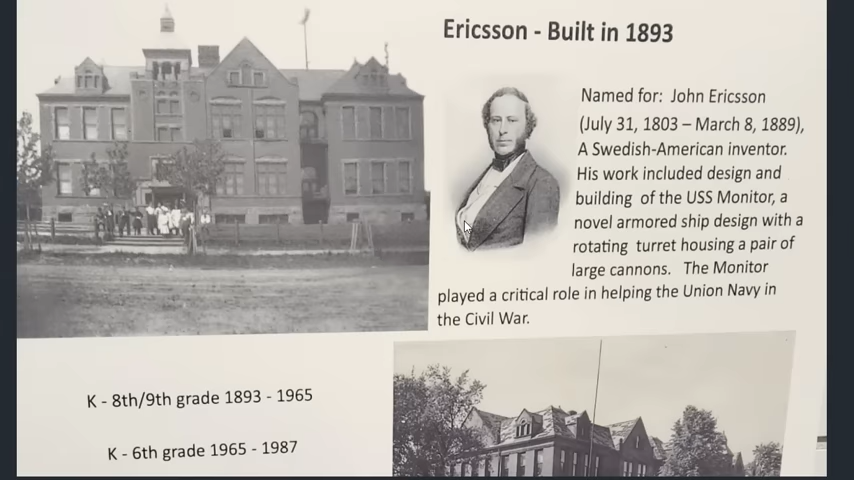 Ericsson - Built in 1893
Named for: John Ericsson
(July 31, 1803 – March 8, 1889),
A Swedish-American inventor.
His work included design and
building of the USS Monitor, a
novel armored ship design with a
rotating turret housing a pair of
large cannons. The Monitor
played a critical role in helping the Union Navy in
the Civil War.
K - 8th/9th grade 1893 - 1965
K - 6th grade 1965 - 1987